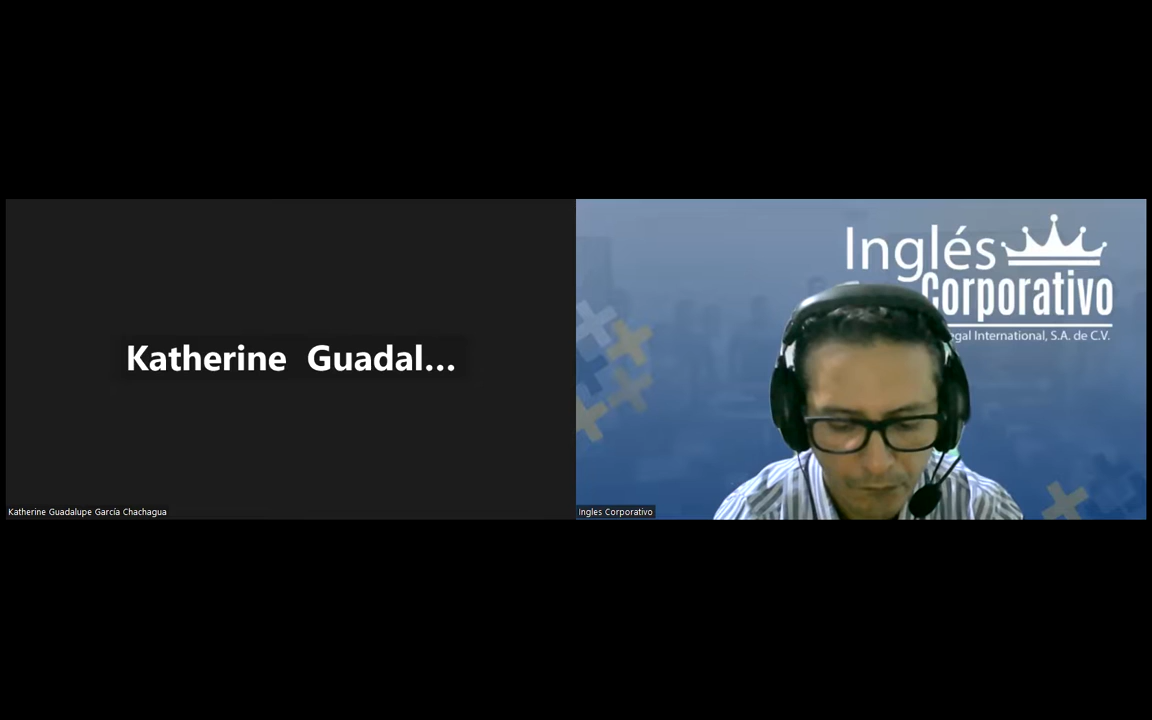 Katherine Guadal...
Katherine Guadalupe García Chachagua
Inglés
Corporativo
egal International, S.A. de C.V.
Ingles Corporativo